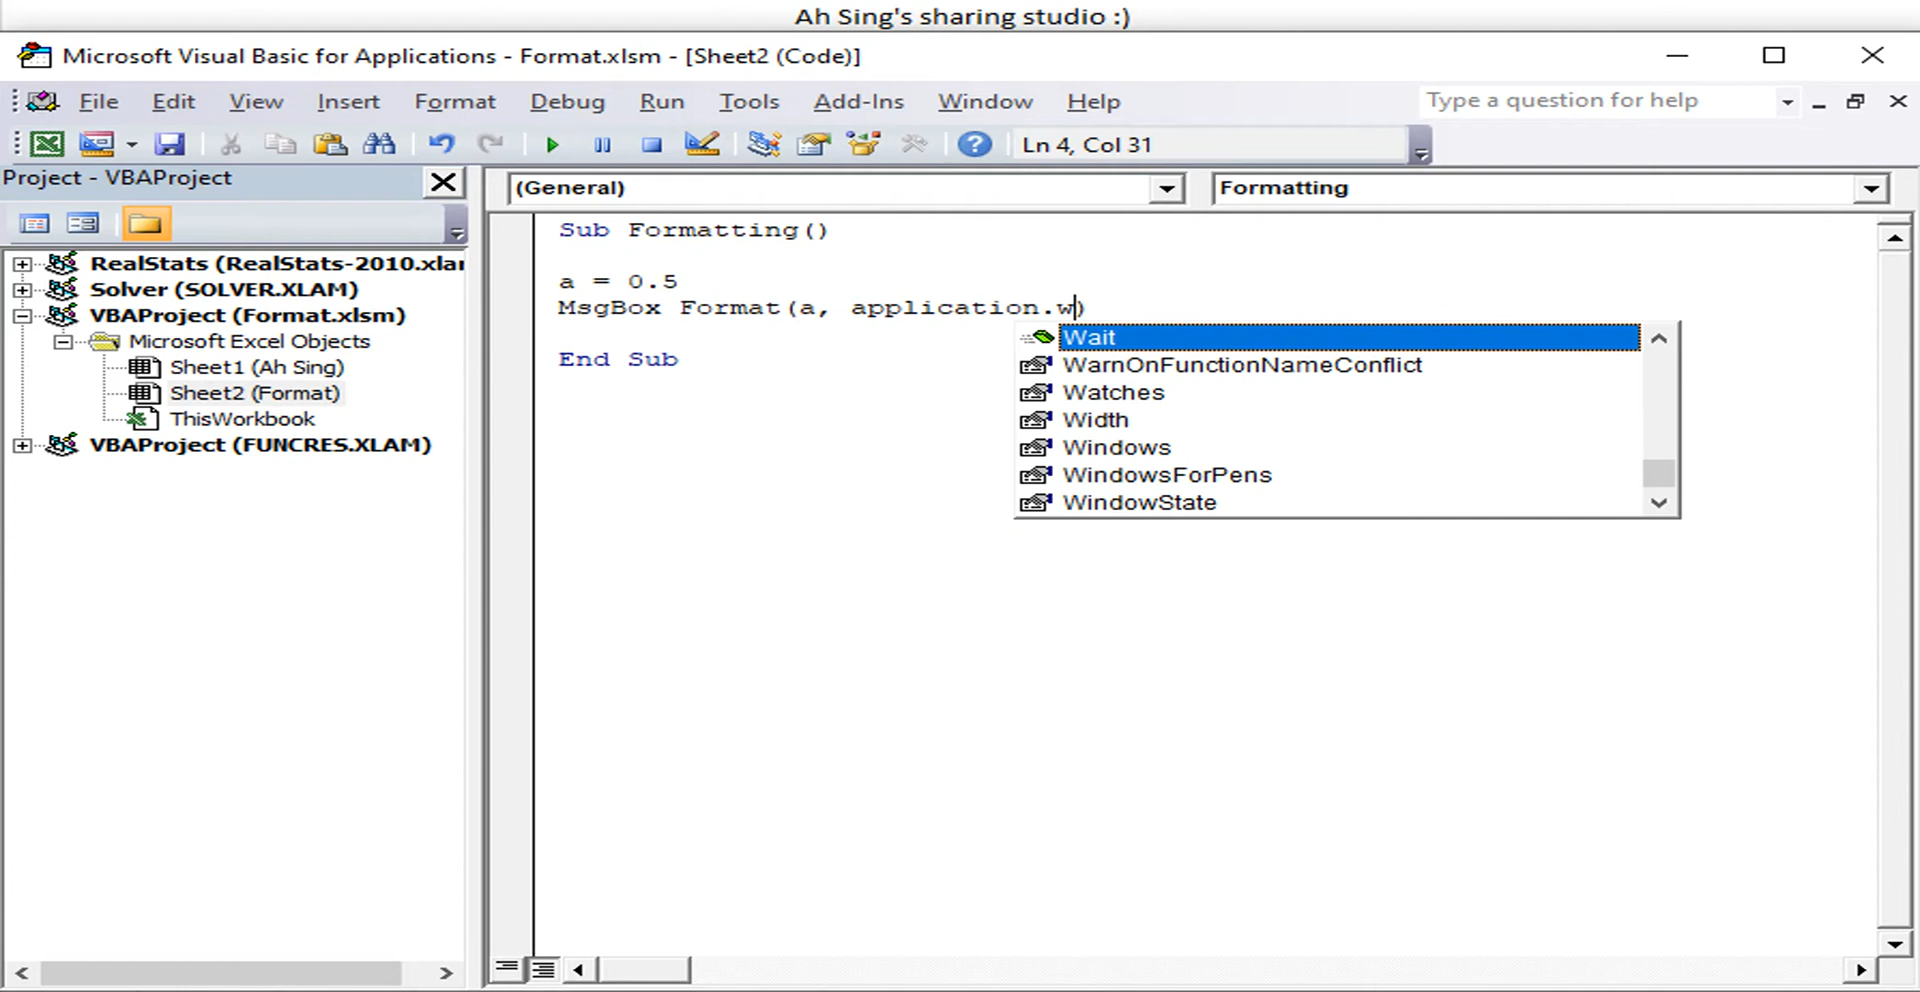 Ah Sing's sharing studio :)
Microsoft Visual Basic for Applications - Format.xlsm - [Sheet2 (Code)]
File Edit View Insert Format Debug Run Tools Add-Ins Window Help Type a question for help
Ln 4, Col 31
Project - VBAProject
(General) Formatting
RealStats (RealStats-2010.xlar
Solver (SOLVER.XLAM)
VBAProject (Format.xlsm)
Microsoft Excel Objects
Sheet1 (Ah Sing)
Sheet2 (Format)
ThisWorkbook
VBAProject (FUNCRES.XLAM)
Sub Formatting()
a = 0.5
MsgBox Format(a, application.w)
Wait
WarnOnFunctionNameConflict
Watches
Width
Windows
WindowsForPens
WindowState
End Sub